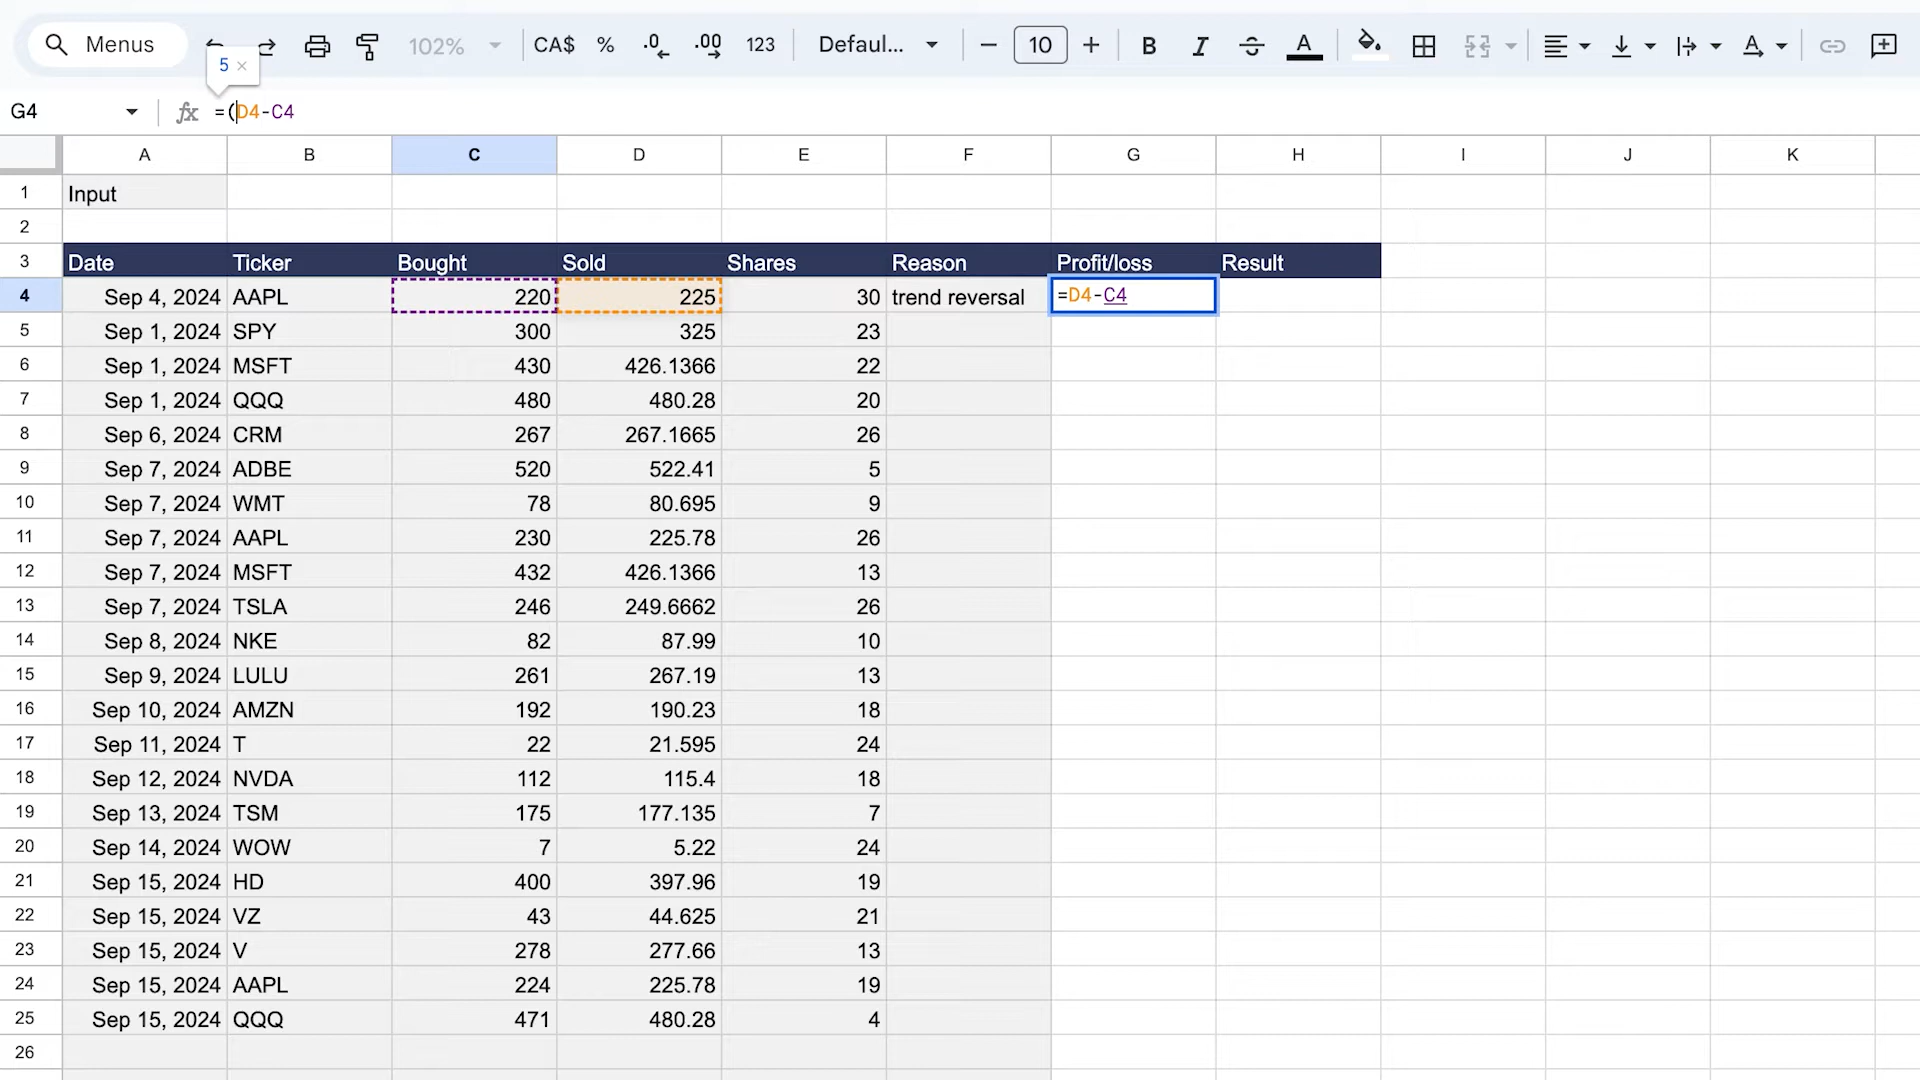 Menus 102% CA$ % .0 .00 123 Defaul... 10 B I S A A
5 ×
G4 fx =(D4-C4
A B C D E F G H I J K
1 Input
2
3 Date Ticker Bought Sold Shares Reason Profit/loss Result
4 Sep 4, 2024 AAPL 220 225 30 trend reversal =D4-C4
5 Sep 1, 2024 SPY 300 325 23
6 Sep 1, 2024 MSFT 430 426.1366 22
7 Sep 1, 2024 QQQ 480 480.28 20
8 Sep 6, 2024 CRM 267 267.1665 26
9 Sep 7, 2024 ADBE 520 522.41 5
10 Sep 7, 2024 WMT 78 80.695 9
11 Sep 7, 2024 AAPL 230 225.78 26
12 Sep 7, 2024 MSFT 432 426.1366 13
13 Sep 7, 2024 TSLA 246 249.6662 26
14 Sep 8, 2024 NKE 82 87.99 10
15 Sep 9, 2024 LULU 261 267.19 13
16 Sep 10, 2024 AMZN 192 190.23 18
17 Sep 11, 2024 T 22 21.595 24
18 Sep 12, 2024 NVDA 112 115.4 18
19 Sep 13, 2024 TSM 175 177.135 7
20 Sep 14, 2024 WOW 7 5.22 24
21 Sep 15, 2024 HD 400 397.96 19
22 Sep 15, 2024 VZ 43 44.625 21
23 Sep 15, 2024 V 278 277.66 13
24 Sep 15, 2024 AAPL 224 225.78 19
25 Sep 15, 2024 QQQ 471 480.28 4
26